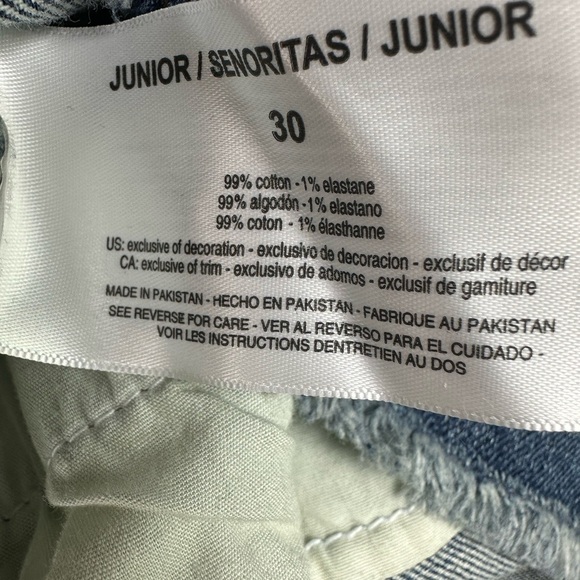 JUNIOR / SENORITAS / JUNIOR
30
99% cotton - 1% elastane
99% algodón - 1% elastano
99% coton - 1% élasthanne
US: exclusive of decoration - exclusivo de decoracion - exclusif de décor
CA: exclusive of trim - exclusivo de adornos - exclusif de garniture
MADE IN PAKISTAN - HECHO EN PAKISTAN - FABRIQUE AU PAKISTAN
SEE REVERSE FOR CARE - VER AL REVERSO PARA EL CUIDADO -
VOIR LES INSTRUCTIONS DENTRETIEN AU DOS